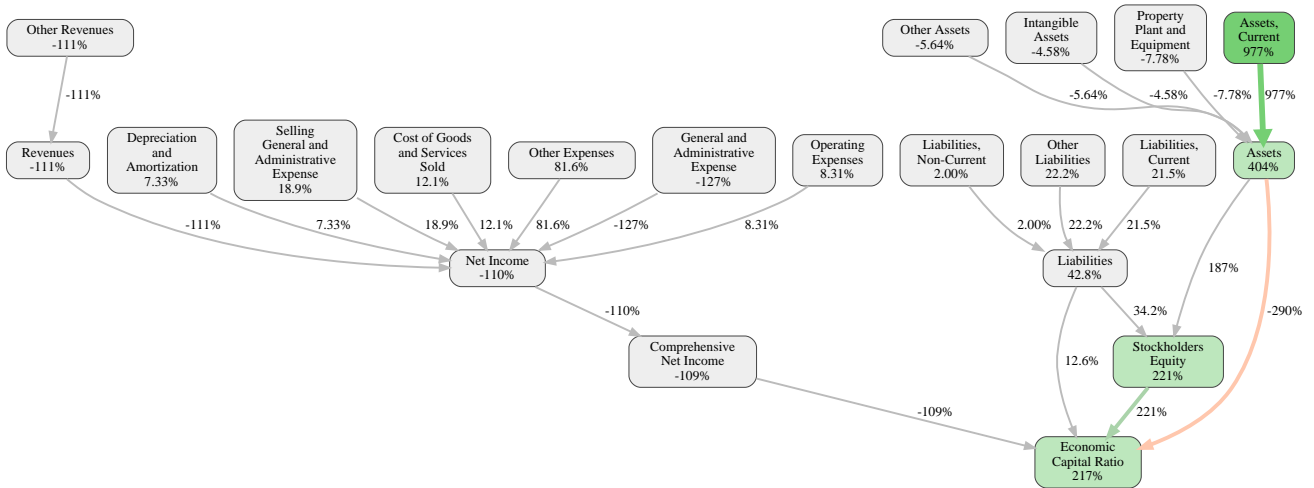 Other Revenues
-111%
Other Assets
-5.64%
Intangible
Assets
-4.58%
Property
Plant and
Equipment
-7.78%
Assets,
Current
977%
-111%
-5.64%
-4.58%
-7.78%
977%
Revenues
-111%
Depreciation
and
Amortization
7.33%
Selling
General and
Administrative
Expense
18.9%
Cost of Goods
and Services
Sold
12.1%
Other Expenses
81.6%
General and
Administrative
Expense
-127%
Operating
Expenses
8.31%
Liabilities,
Non-Current
2.00%
Other
Liabilities
22.2%
Liabilities,
Current
21.5%
Assets
404%
-111%
7.33%
18.9%
12.1%
81.6%
-127%
8.31%
2.00%
22.2%
21.5%
Net Income
-110%
Liabilities
42.8%
187%
-110%
34.2%
-290%
Comprehensive
Net Income
-109%
12.6%
Stockholders
Equity
221%
-109%
221%
Economic
Capital Ratio
217%